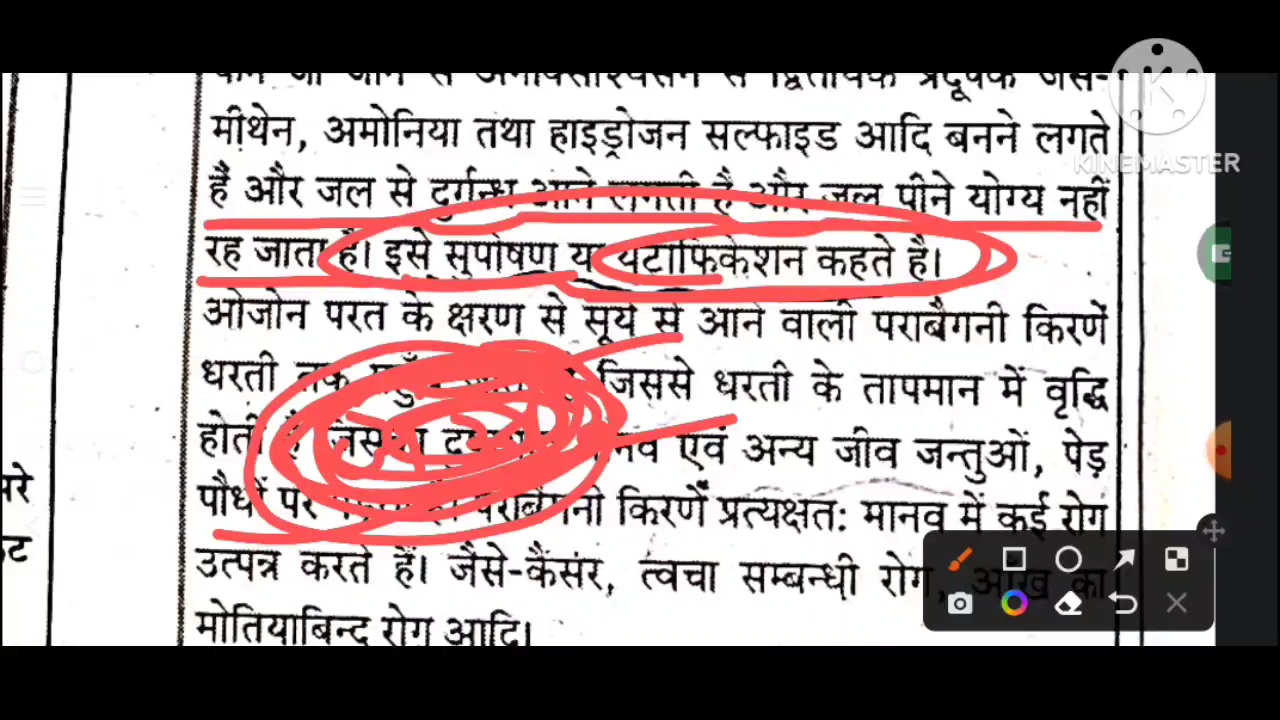 मीथेन, अमोनिया तथा हाइड्रोजन सल्फाइड आदि बनने लगते
KINEMASTER
हैं और जल से दुर्गन्ध आने लगती है और जल पीने योग्य नहीं
रह जाता है। इसे सुपोषण य यूटाफिकेशन कहते है।
ओजोन परत के क्षरण से सूर्य से आने वाली पराबैगनी किरणें
धरती तक जिससे धरती के तापमान में वृद्धि
होती है एवं अन्य जीव जन्तुओं, पेड़
पौधों पर पराबैगनी किरणेँ प्रत्यक्षत: मानव में कई रोग
उत्पन्न करते हैं। जैसे-कैंसर, त्वचा सम्बन्धी रोग, आँख का
मोतियाबिन्द रोग आदि।